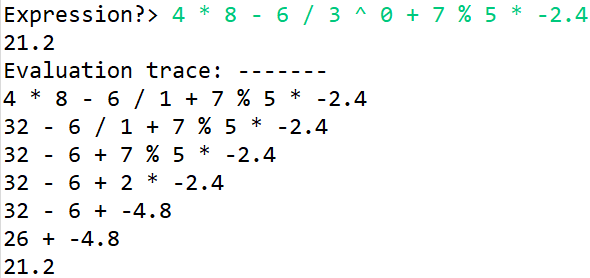 Expression?> 4 * 8 - 6 / 3 ^ 0 + 7 % 5 * -2.4
21.2
Evaluation trace: -------
4 * 8 - 6 / 1 + 7 % 5 * -2.4
32 - 6 / 1 + 7 % 5 * -2.4
32 - 6 + 7 % 5 * -2.4
32 - 6 + 2 * -2.4
32 - 6 + -4.8
26 + -4.8
21.2